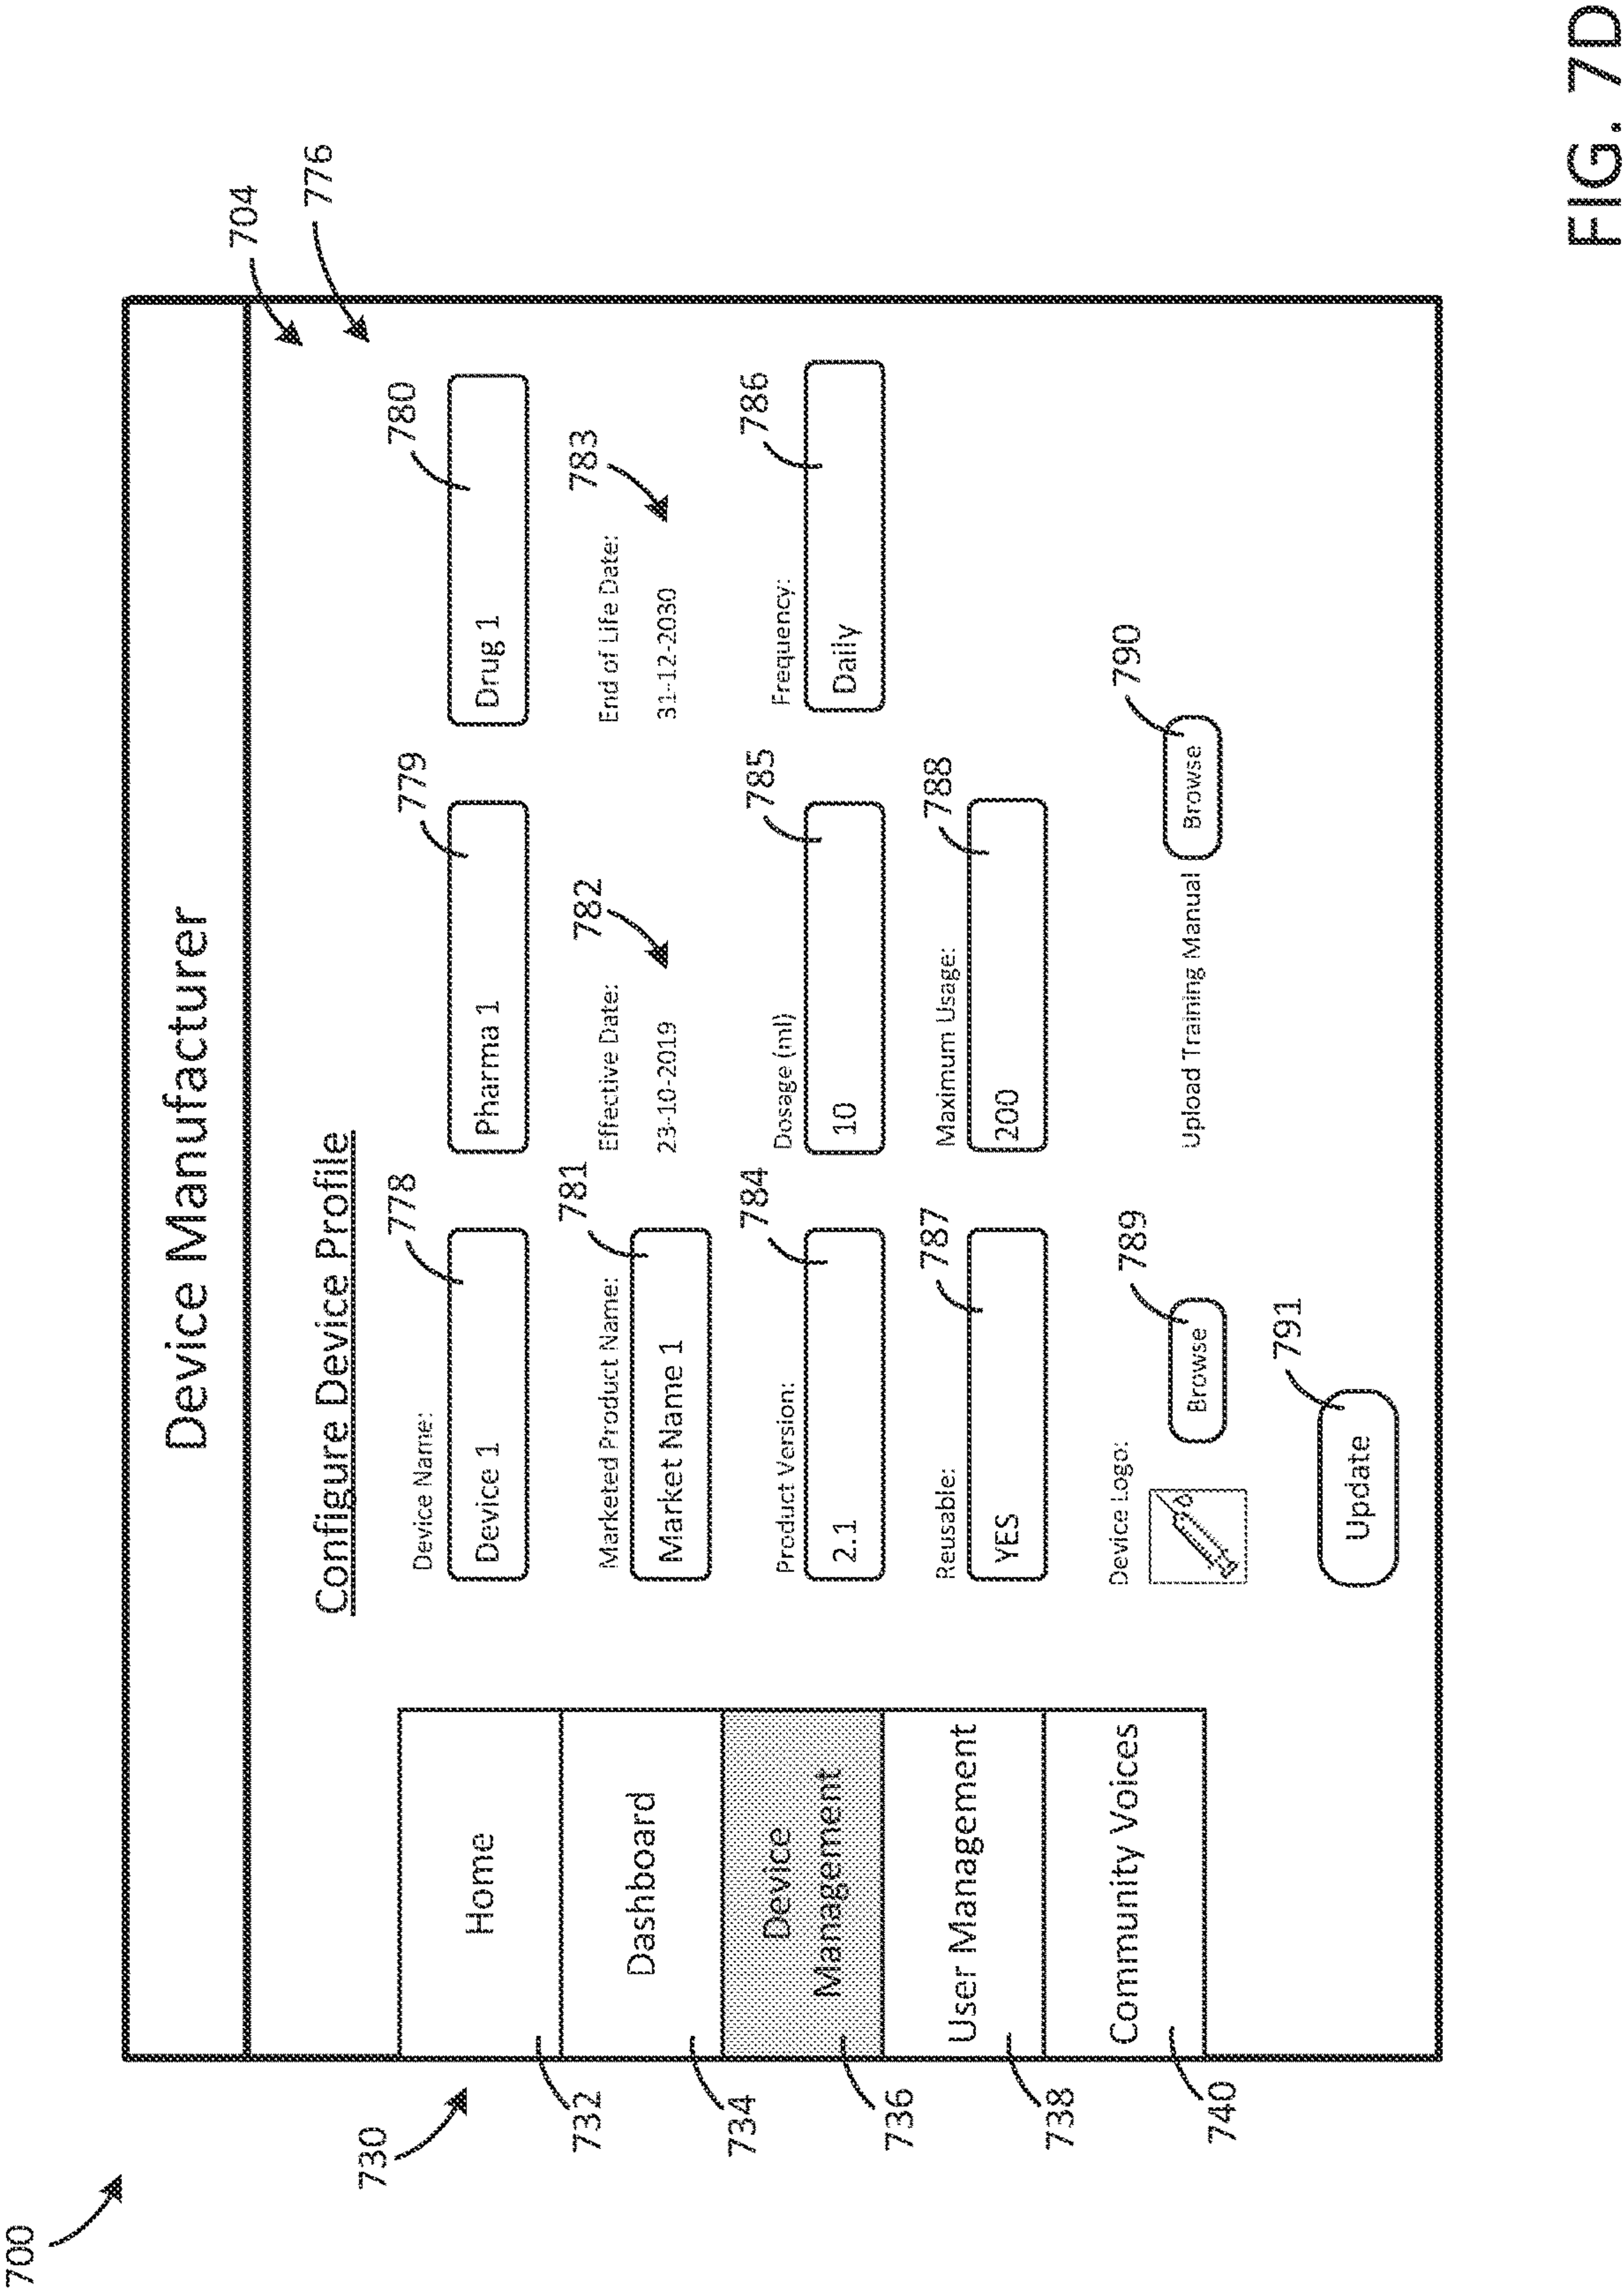 700
Device Manufacturer
704
776
730
Configure Device Profile
732
Home
734
Dashboard
736
Device
Management
738
User Management
740
Community Voices
778
779
780
Device Name:
Device 1
Pharma 1
Drug 1
781
782
783
Marketed Product Name:
Effective Date:
End of Life Date:
Market Name 1
23-10-2019
31-12-2030
784
785
786
Product Version:
Dosage (ml)
Frequency:
2.1
10
Daily
787
788
Reusable:
Maximum Usage:
YES
200
789
790
Device Logo:
Browse
Upload Training Manual
Browse
791
Update
FIG. 7D